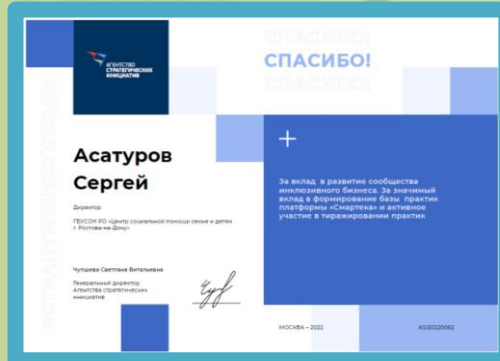 АГЕНТСТВО
СТРАТЕГИЧЕСКИХ
ИНИЦИАТИВ
СПАСИБО!
СПАСИБО!
СПАСИБО!
Асатуров
Сергей
Директор
ГБУСОН РО «Центр социальной помощи семье и детям
г. Ростова-на-Дону»
За вклад в развитие сообщества
инклюзивного бизнеса. За значимый
вклад в формирование базы практик
платформы «Смартека» и активное
участие в тиражировании практик
Чупшева Светлана Витальевна
Генеральный директор
Агентства стратегических
инициатив
МОСКВА – 2022
ASI20220062